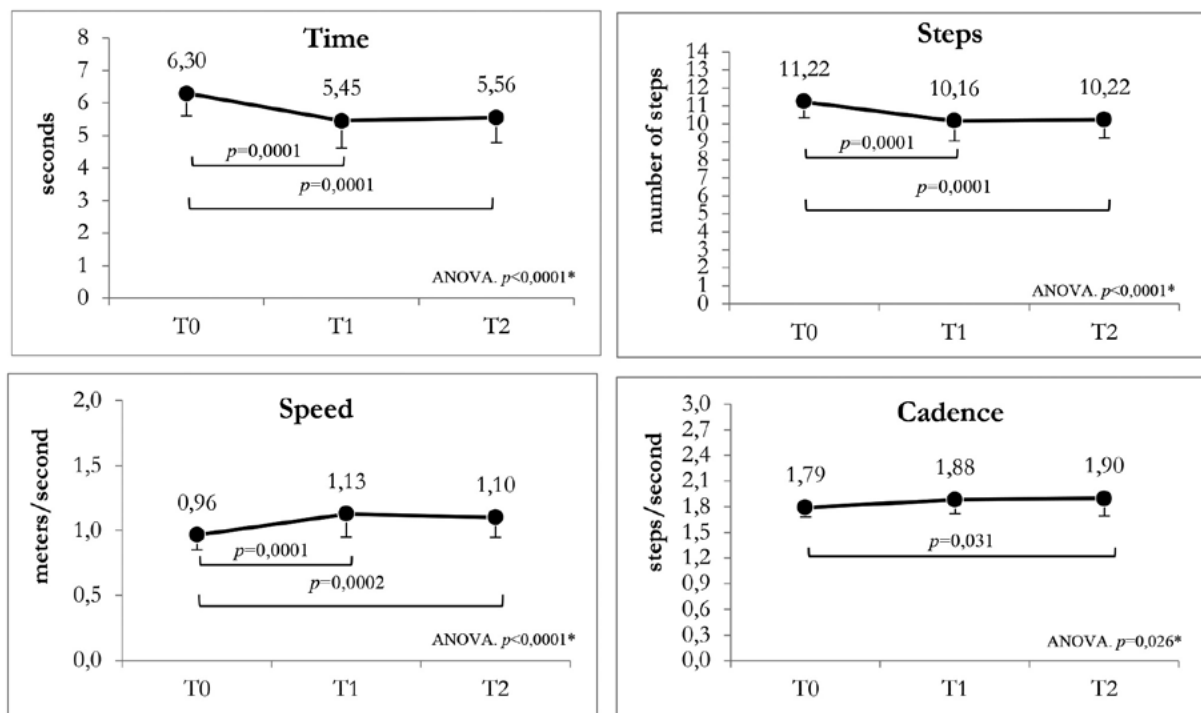 Time
seconds
8
7
6
5
4
3
2
1
0
6,30
5,45
5,56
p=0,0001
p=0,0001
ANOVA. p<0,0001*
T0
T1
T2
Steps
number of steps
14
13
12
11
10
9
8
7
6
5
4
3
2
1
0
11,22
10,16
10,22
p=0,0001
p=0,0001
ANOVA. p<0,0001*
T0
T1
T2
Speed
meters/second
2,0
1,5
1,0
0,5
0,0
0,96
1,13
1,10
p=0,0001
p=0,0002
ANOVA. p<0,0001*
T0
T1
T2
Cadence
steps/second
3,0
2,7
2,4
2,1
1,8
1,5
1,2
0,9
0,6
0,3
0,0
1,79
1,88
1,90
p=0,031
ANOVA. p=0,026*
T0
T1
T2